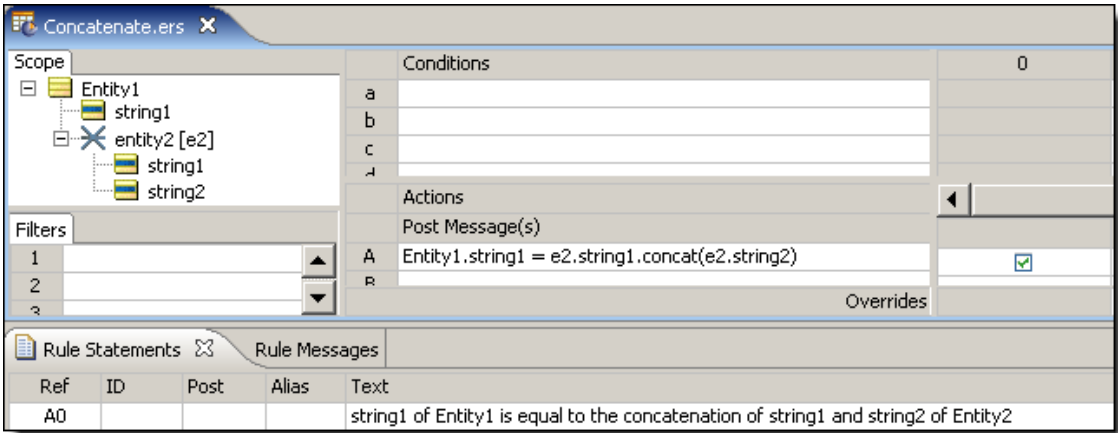 Concatenate.ers
Scope
Entity1
string1
entity2 [e2]
string1
string2
Filters
1
2
3
Conditions 0
a
b
c
d
Actions
Post Message(s)
A Entity1.string1 = e2.string1.concat(e2.string2)
B
Overrides
Rule Statements Rule Messages
Ref ID Post Alias Text
A0 string1 of Entity1 is equal to the concatenation of string1 and string2 of Entity2